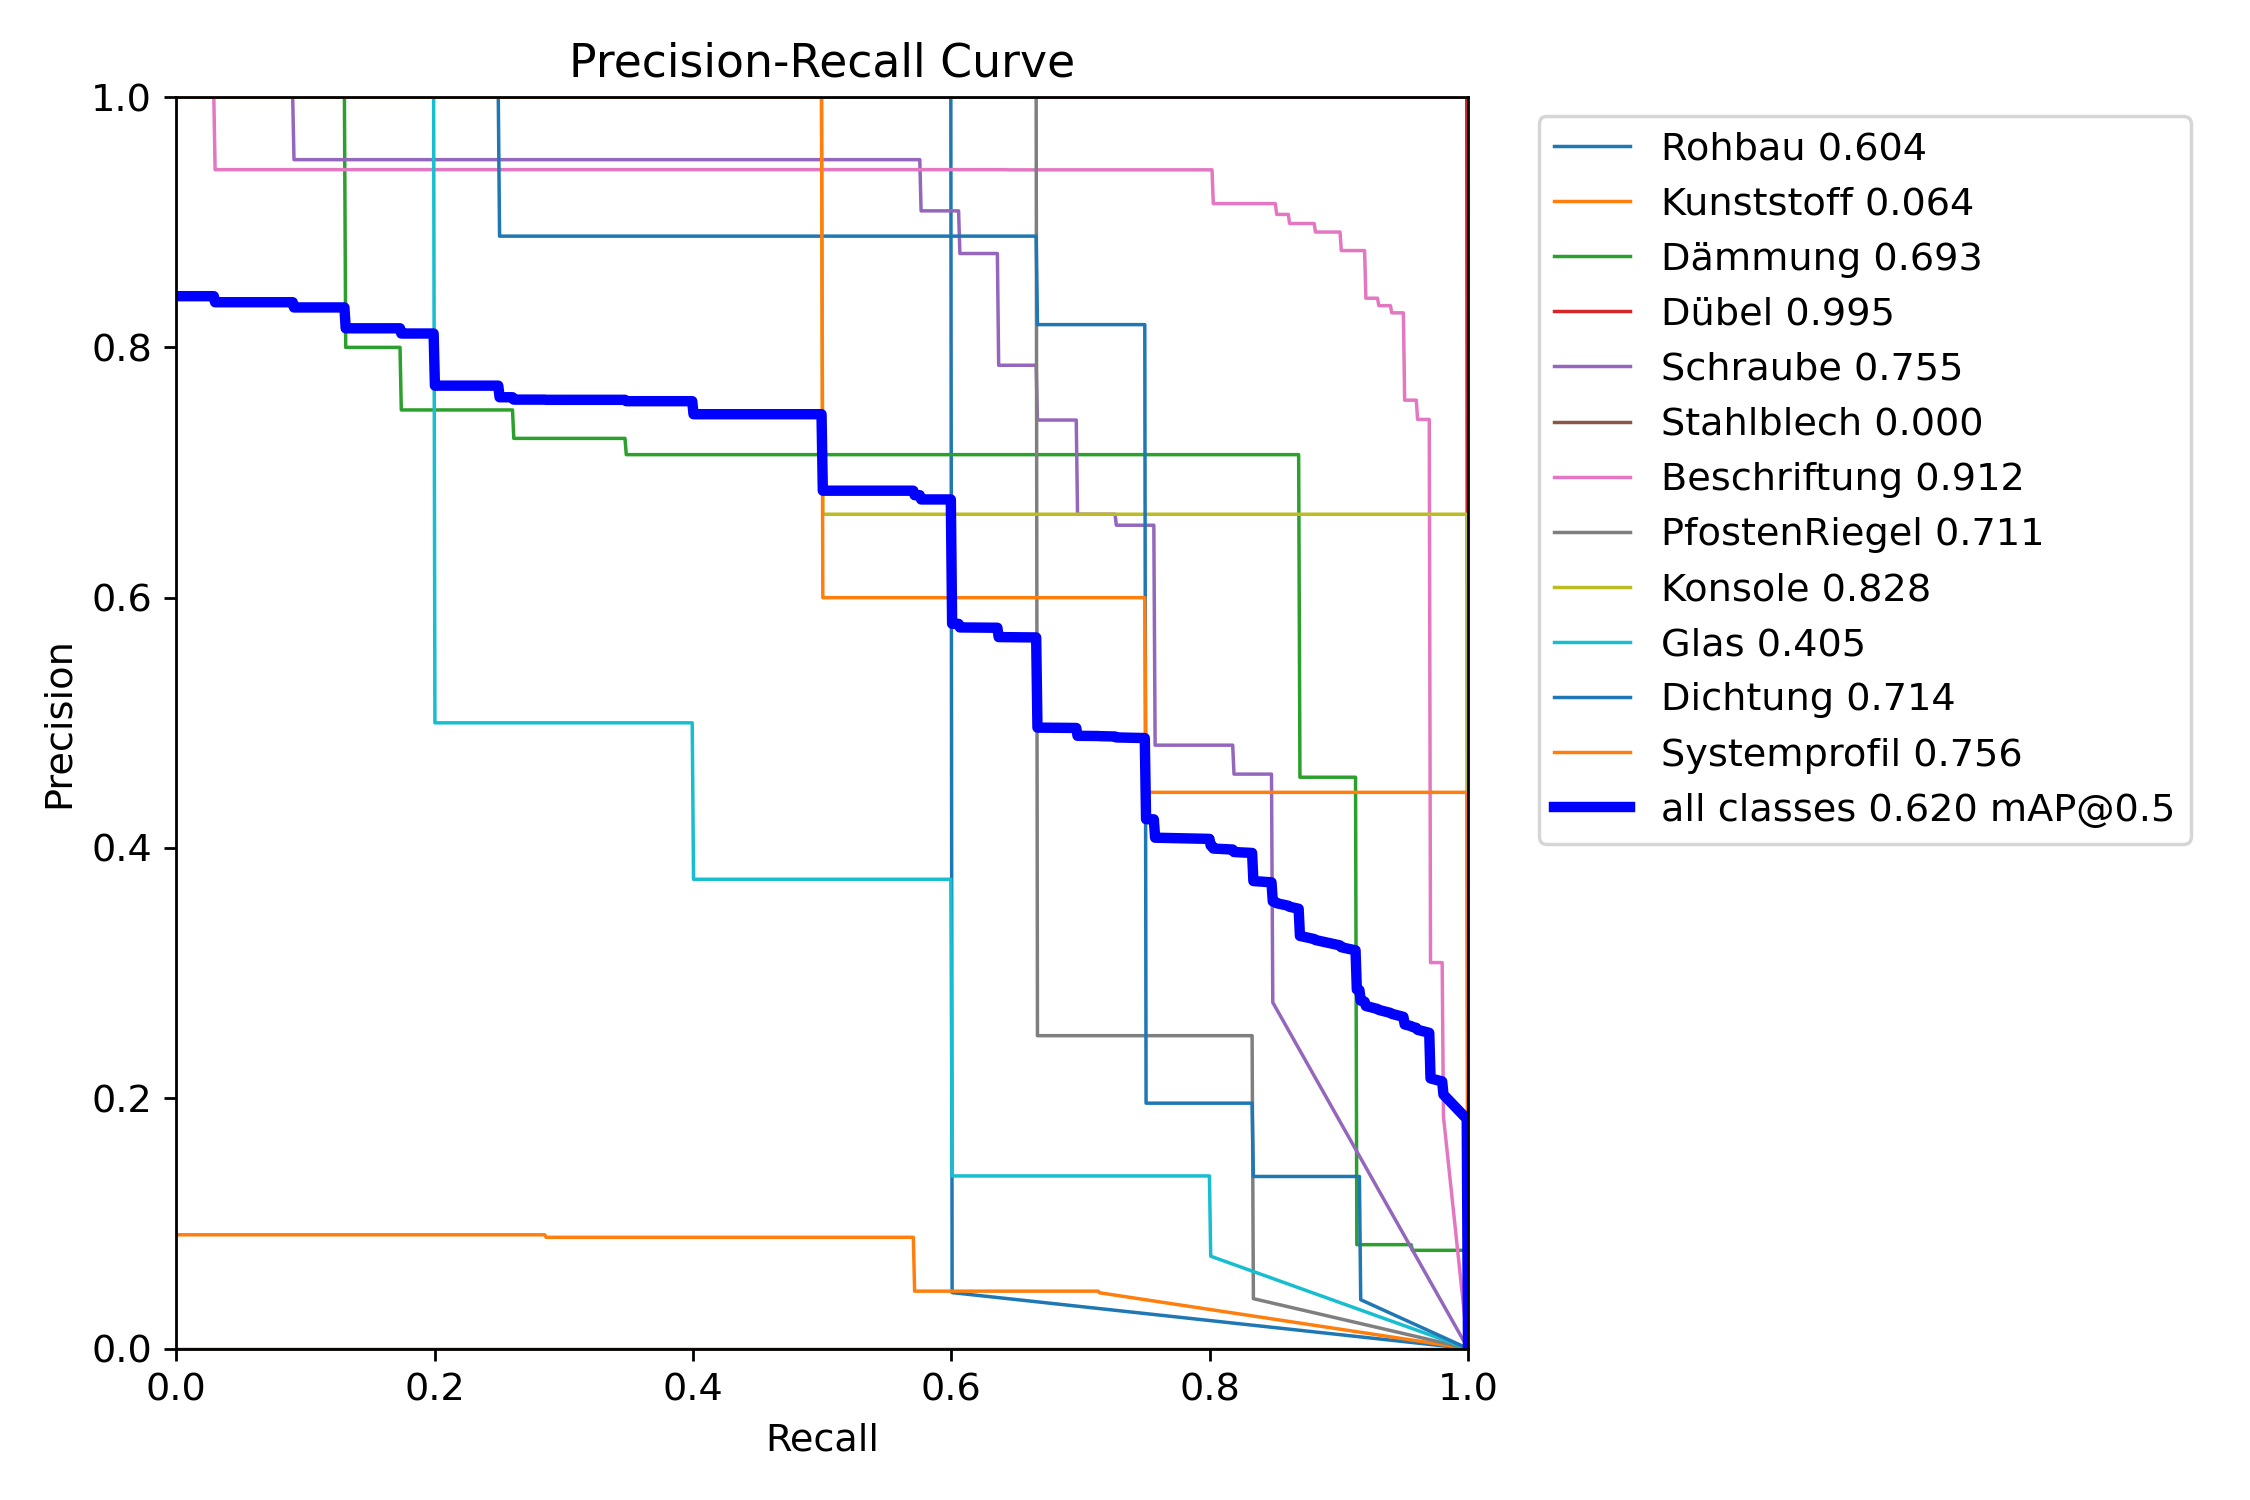 Precision-Recall Curve
1.0
0.8
0.6
0.4
0.2
0.0
Precision
0.0 0.2 0.4 0.6 0.8 1.0
Recall
Rohbau 0.604
Kunststoff 0.064
Dämmung 0.693
Dübel 0.995
Schraube 0.755
Stahlblech 0.000
Beschriftung 0.912
PfostenRiegel 0.711
Konsole 0.828
Glas 0.405
Dichtung 0.714
Systemprofil 0.756
all classes 0.620 mAP@0.5